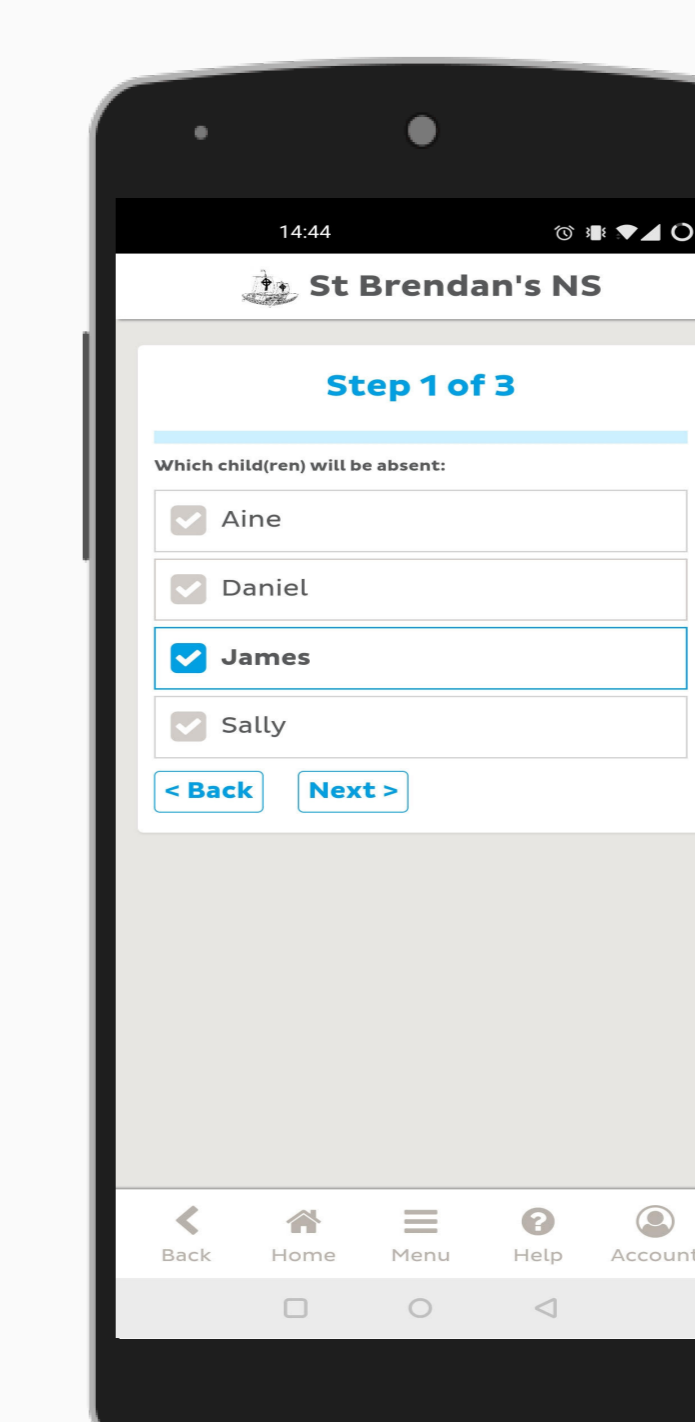 14:44
St Brendan's NS
Step 1 of 3
Which child(ren) will be absent:
Aine
Daniel
James
Sally
< Back
Next >
Back
Home
Menu
Help
Account